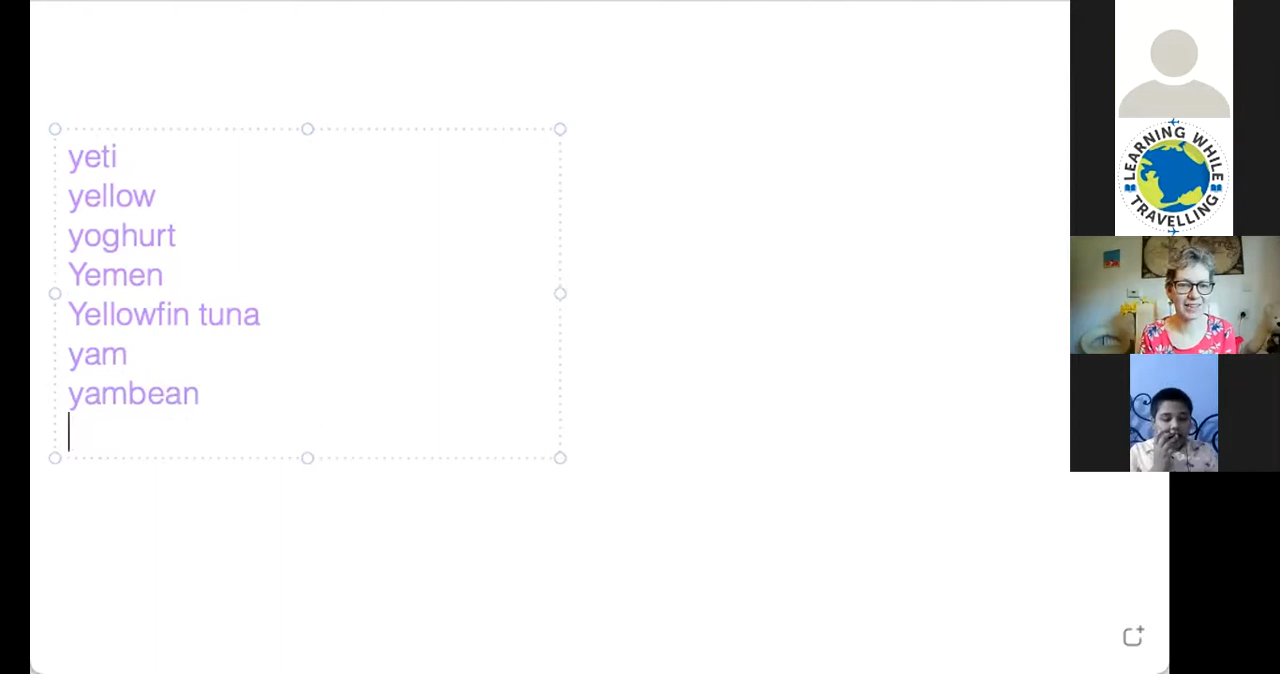 yeti
yellow
yoghurt
Yemen
Yellowfin tuna
yam
yambean
LEARNING WHILE
TRAVELLING